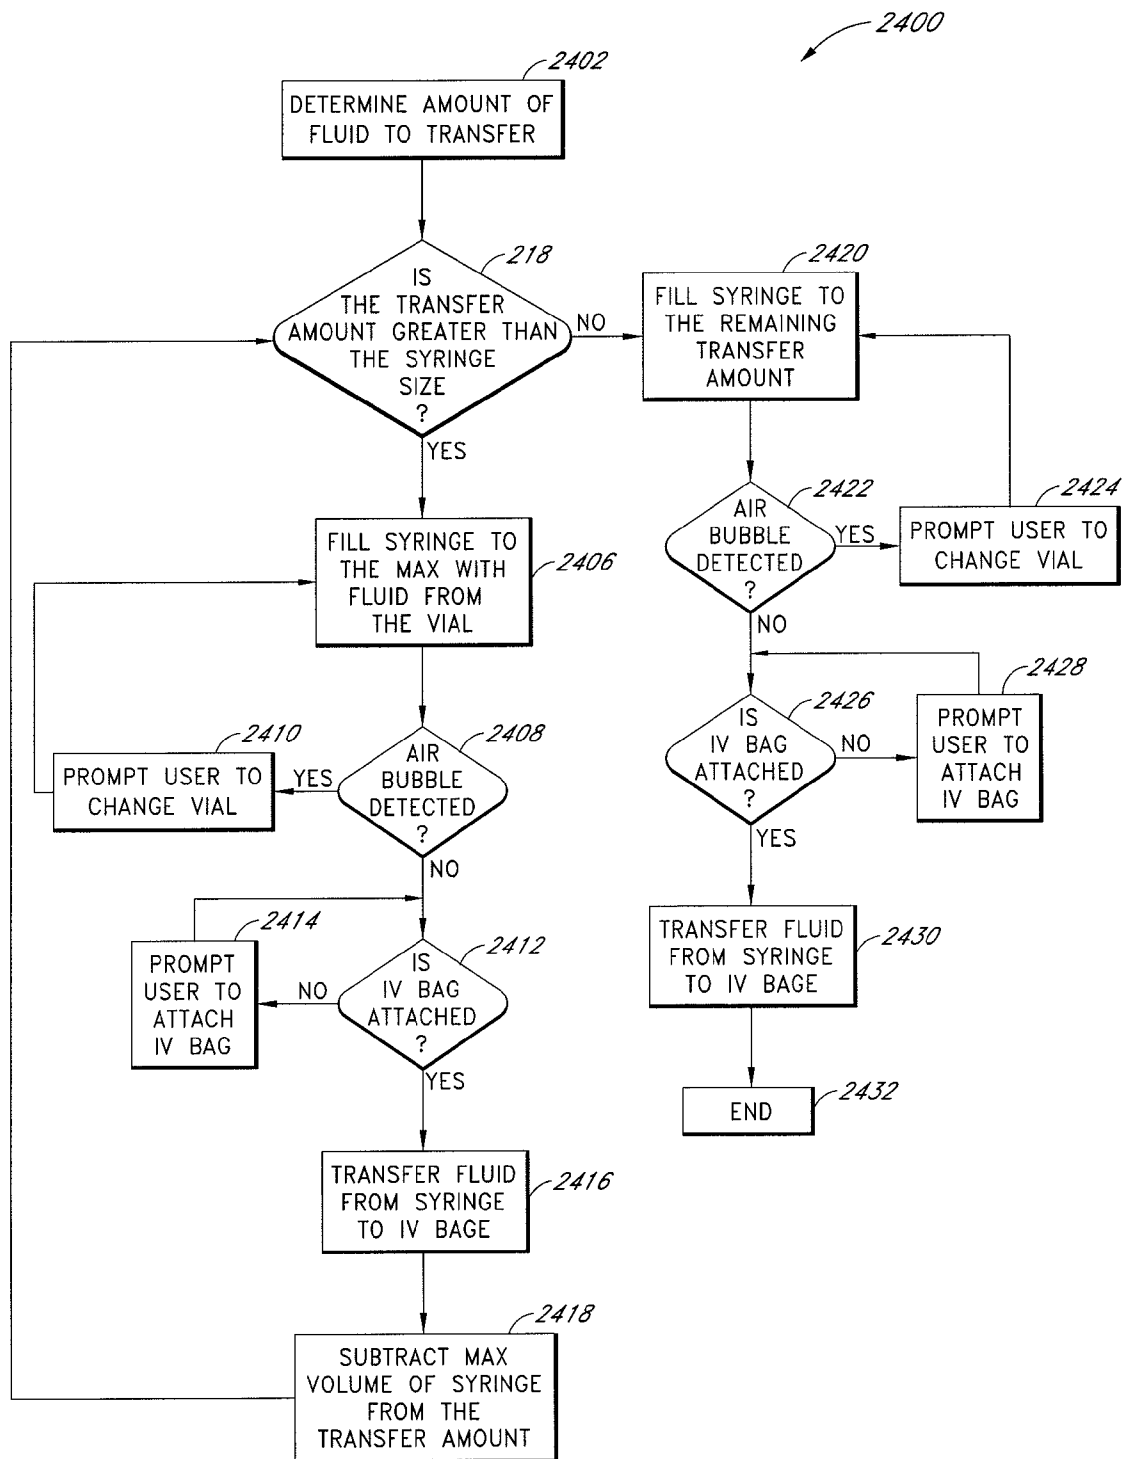 2400
2402
DETERMINE AMOUNT OF
FLUID TO TRANSFER
218
IS
THE TRANSFER
AMOUNT GREATER THAN
THE SYRINGE
SIZE
?
NO
YES
2420
FILL SYRINGE TO
THE REMAINING
TRANSFER
AMOUNT
2422
AIR
BUBBLE
DETECTED
?
YES
NO
2424
PROMPT USER TO
CHANGE VIAL
FILL SYRINGE TO
THE MAX WITH
FLUID FROM
THE VIAL
2406
2408
AIR
BUBBLE
DETECTED
?
YES
NO
2410
PROMPT USER TO
CHANGE VIAL
2426
IS
IV BAG
ATTACHED
?
NO
YES
2428
PROMPT
USER TO
ATTACH
IV BAG
2412
IS
IV BAG
ATTACHED
?
NO
YES
2414
PROMPT
USER TO
ATTACH
IV BAG
TRANSFER FLUID
FROM SYRINGE
TO IV BAGE
2430
END
2432
TRANSFER FLUID
FROM SYRINGE
TO IV BAGE
2416
2418
SUBTRACT MAX
VOLUME OF SYRINGE
FROM THE
TRANSFER AMOUNT